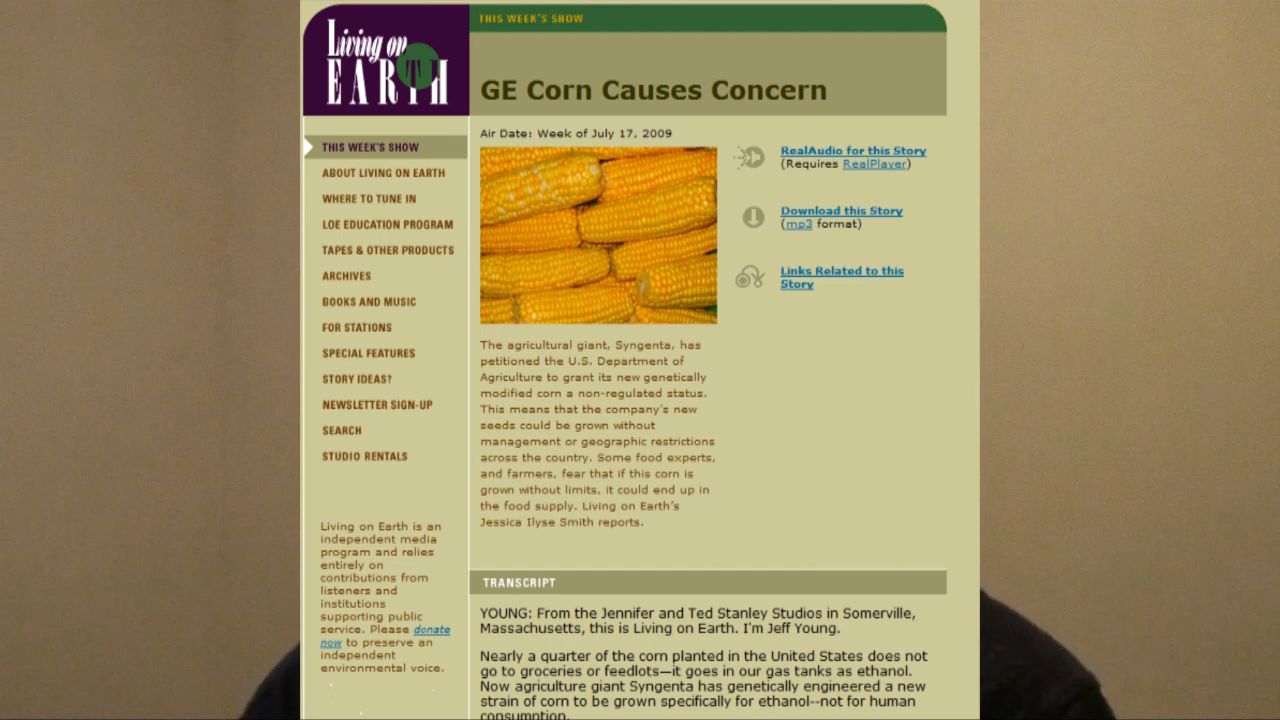 Living on
EARTH
THIS WEEK'S SHOW
GE Corn Causes Concern
THIS WEEK'S SHOW
ABOUT LIVING ON EARTH
WHERE TO TUNE IN
LOE EDUCATION PROGRAM
TAPES & OTHER PRODUCTS
ARCHIVES
BOOKS AND MUSIC
FOR STATIONS
SPECIAL FEATURES
STORY IDEAS?
NEWSLETTER SIGN-UP
SEARCH
STUDIO RENTALS
Living on Earth is an
independent media
program and relies
entirely on
contributions from
listeners and
institutions
supporting public
service. Please donate
now to preserve an
independent
environmental voice.
Air Date: Week of July 17, 2009
RealAudio for this Story
(Requires RealPlayer)
Download this Story
(mp3 format)
Links Related to this
Story
The agricultural giant, Syngenta, has
petitioned the U.S. Department of
Agriculture to grant its new genetically
modified corn a non-regulated status.
This means that the company's new
seeds could be grown without
management or geographic restrictions
across the country. Some food experts,
and farmers, fear that if this corn is
grown without limits, it could end up in
the food supply. Living on Earth's
Jessica Ilyse Smith reports.
TRANSCRIPT
YOUNG: From the Jennifer and Ted Stanley Studios in Somerville,
Massachusetts, this is Living on Earth. I'm Jeff Young.
Nearly a quarter of the corn planted in the United States does not
go to groceries or feedlots—it goes in our gas tanks as ethanol.
Now agriculture giant Syngenta has genetically engineered a new
strain of corn to be grown specifically for ethanol--not for human
consumption.